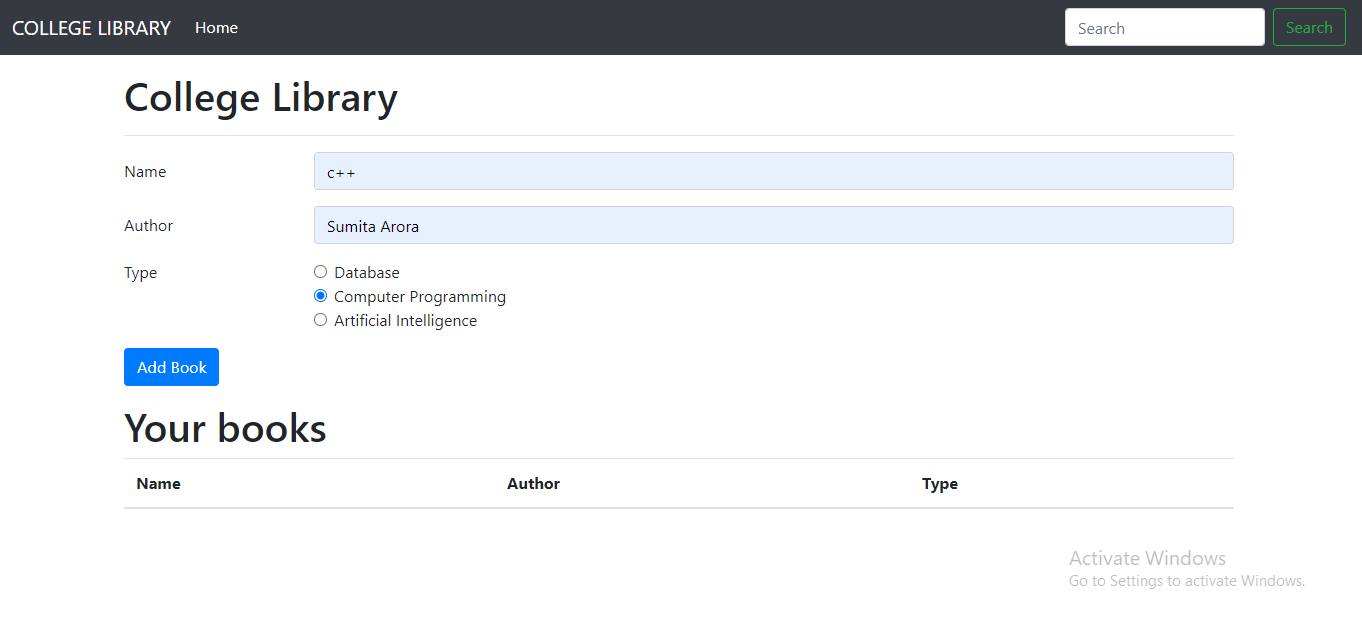 COLLEGE LIBRARY Home Search Search
College Library
Name c++
Author Sumita Arora
Type Database
Computer Programming
Artificial Intelligence
Add Book
Your books
Name Author Type
Activate Windows
Go to Settings to activate Windows.